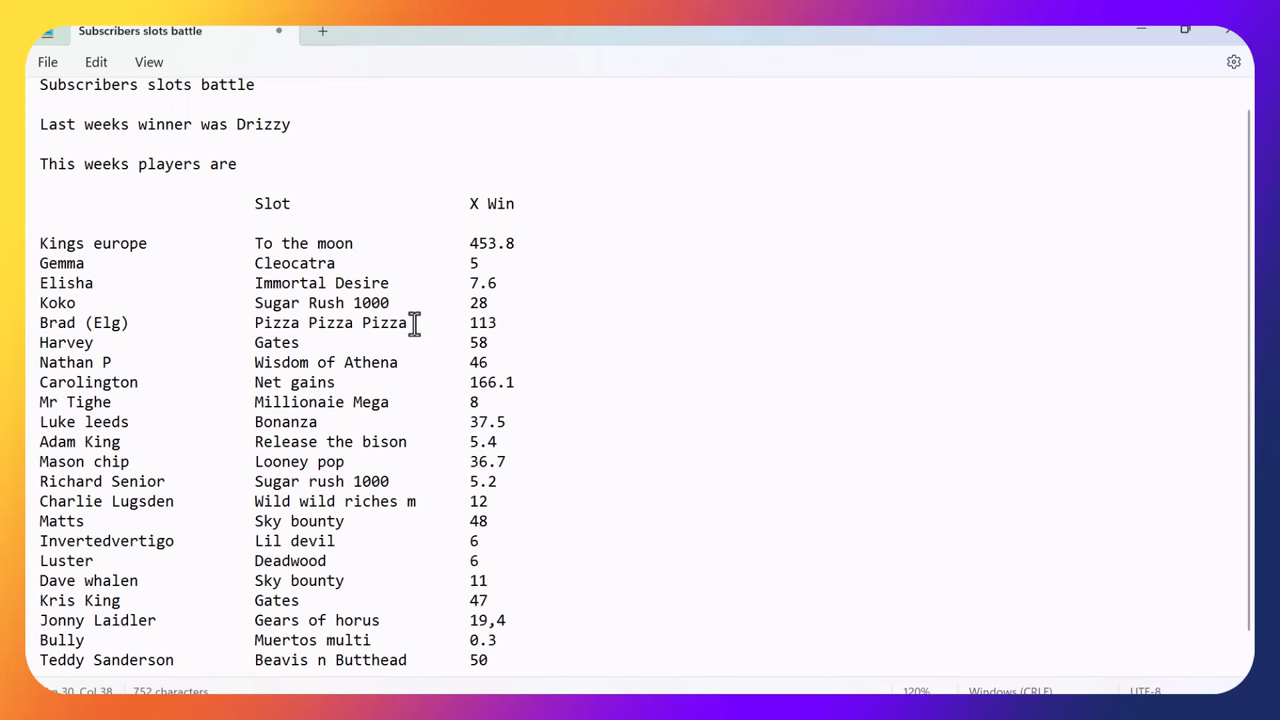 Subscribers slots battle
File Edit View
Subscribers slots battle
Last weeks winner was Drizzy
This weeks players are
Slot X Win
Kings europe To the moon 453.8
Gemma Cleocatra 5
Elisha Immortal Desire 7.6
Koko Sugar Rush 1000 28
Brad (Elg) Pizza Pizza Pizza 113
Harvey Gates 58
Nathan P Wisdom of Athena 46
Carolington Net gains 166.1
Mr Tighe Millionaie Mega 8
Luke leeds Bonanza 37.5
Adam King Release the bison 5.4
Mason chip Looney pop 36.7
Richard Senior Sugar rush 1000 5.2
Charlie Lugsden Wild wild riches m 12
Matts Sky bounty 48
Invertedvertigo Lil devil 6
Luster Deadwood 6
Dave whalen Sky bounty 11
Kris King Gates 47
Jonny Laidler Gears of horus 19,4
Bully Muertos multi 0.3
Teddy Sanderson Beavis n Butthead 50
Ln 30, Col 38 752 characters 120% Windows (CRLF) UTF-8